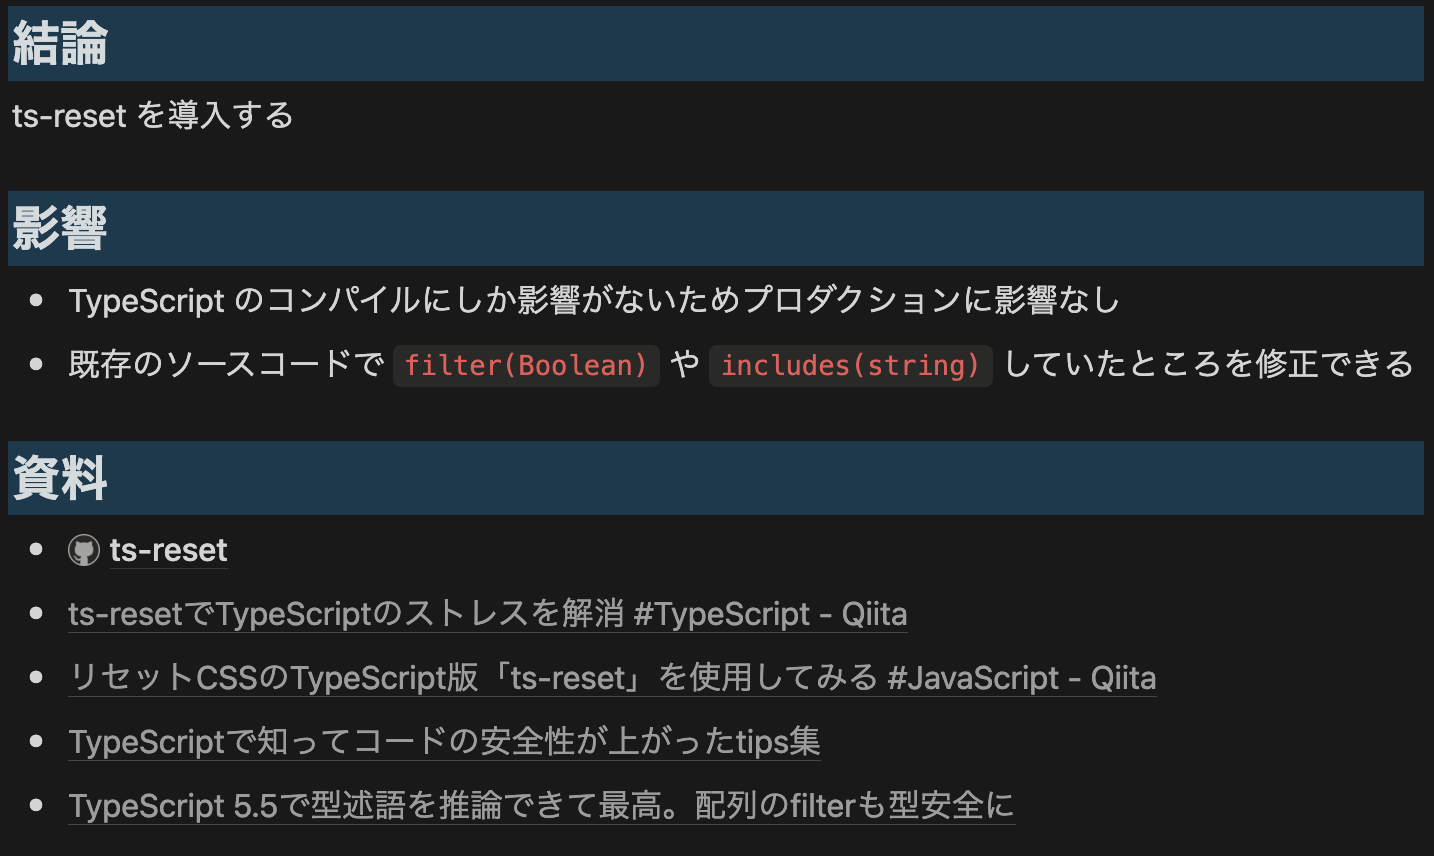 結論
ts-reset を導入する
影響
TypeScript のコンパイルにしか影響がないためプロダクションに影響なし
既存のソースコードで filter(Boolean) や includes(string) していたところを修正できる
資料
ts-reset
ts-resetでTypeScriptのストレスを解消 #TypeScript - Qiita
リセットCSSのTypeScript版「ts-reset」を使用してみる #JavaScript - Qiita
TypeScriptで知ってコードの安全性が上がったtips集
TypeScript 5.5で型述語を推論できて最高。配列のfilterも型安全に